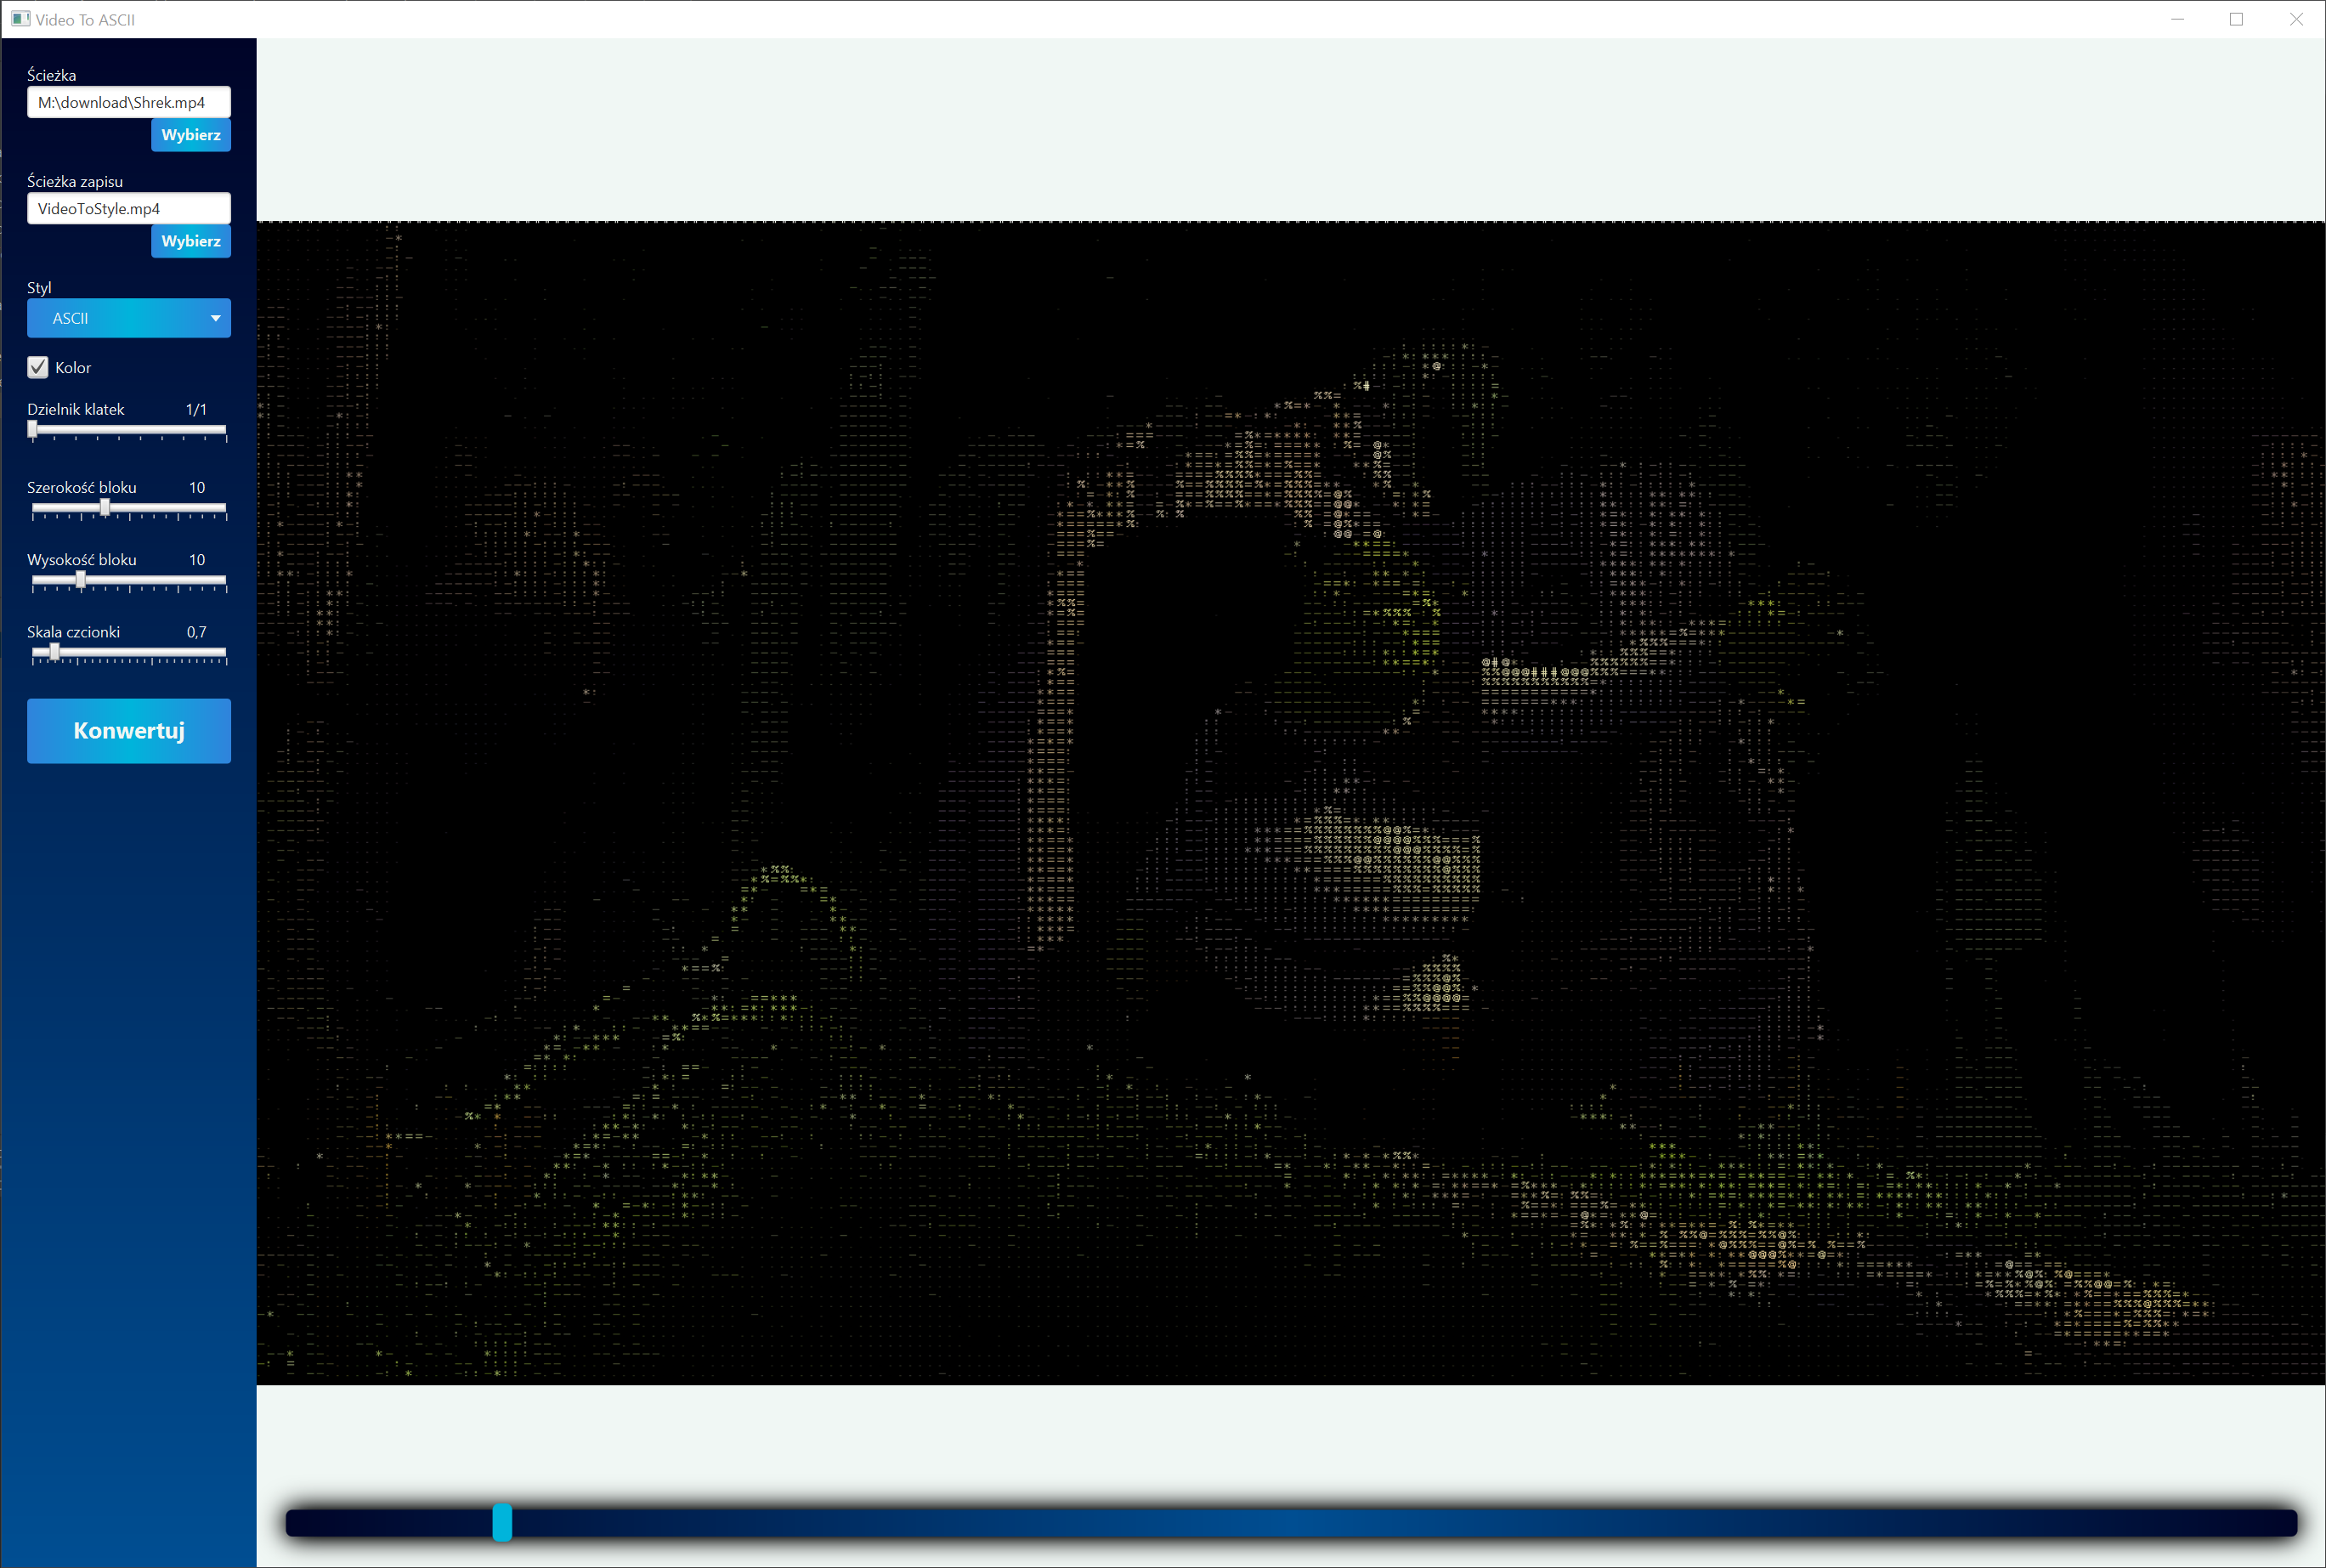 Video To ASCII
Ścieżka
M:\download\Shrek.mp4
Wybierz
Ścieżka zapisu
VideoToStyle.mp4
Wybierz
Styl
ASCII
Kolor
Dzielnik klatek 1/1
Szerokość bloku 10
Wysokość bloku 10
Skala czcionki 0,7
Konwertuj